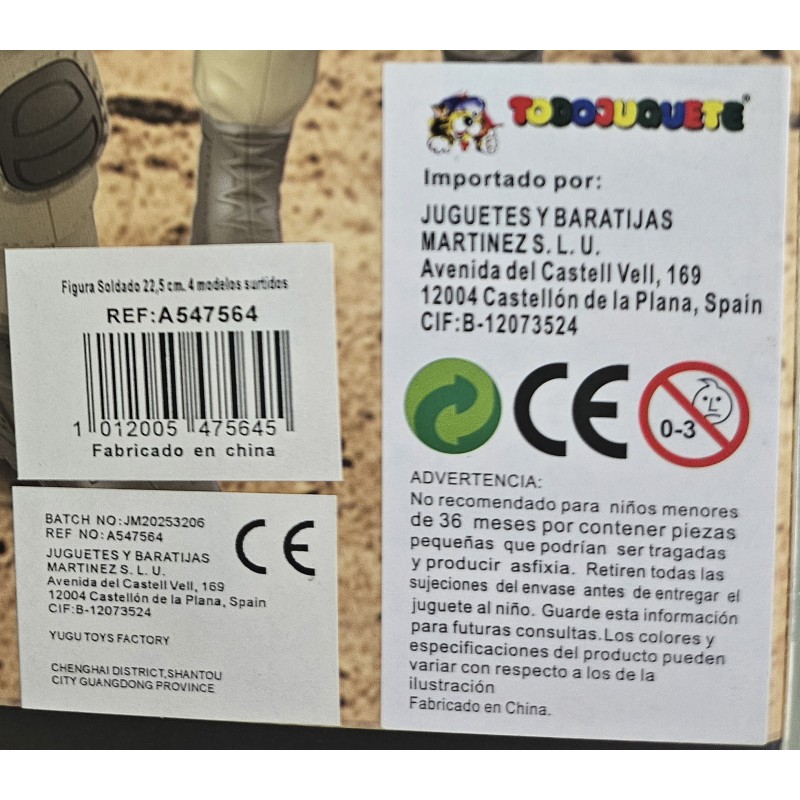 TODOJUQUETE®
Importado por:
JUGUETES Y BARATIJAS
MARTINEZ S. L. U.
Avenida del Castell Vell, 169
12004 Castellón de la Plana, Spain
CIF:B-12073524
CE
0-3
ADVERTENCIA:
No recomendado para niños menores
de 36 meses por contener piezas
pequeñas que podrían ser tragadas
y producir asfixia. Retiren todas las
sujeciones del envase antes de entregar el
juguete al niño. Guarde esta información
para futuras consultas.Los colores y
especificaciones del producto pueden
variar con respecto a los de la
ilustración
Fabricado en China.
Figura Soldado 22,5 cm. 4 modelos surtidos
REF:A547564
1 012005 475645
Fabricado en china
BATCH NO:JM20253206
REF NO:A547564
CE
JUGUETES Y BARATIJAS
MARTINEZ S. L. U.
Avenida del Castell Vell, 169
12004 Castellón de la Plana, Spain
CIF:B-12073524
YUGU TOYS FACTORY
CHENGHAI DISTRICT,SHANTOU
CITY GUANGDONG PROVINCE